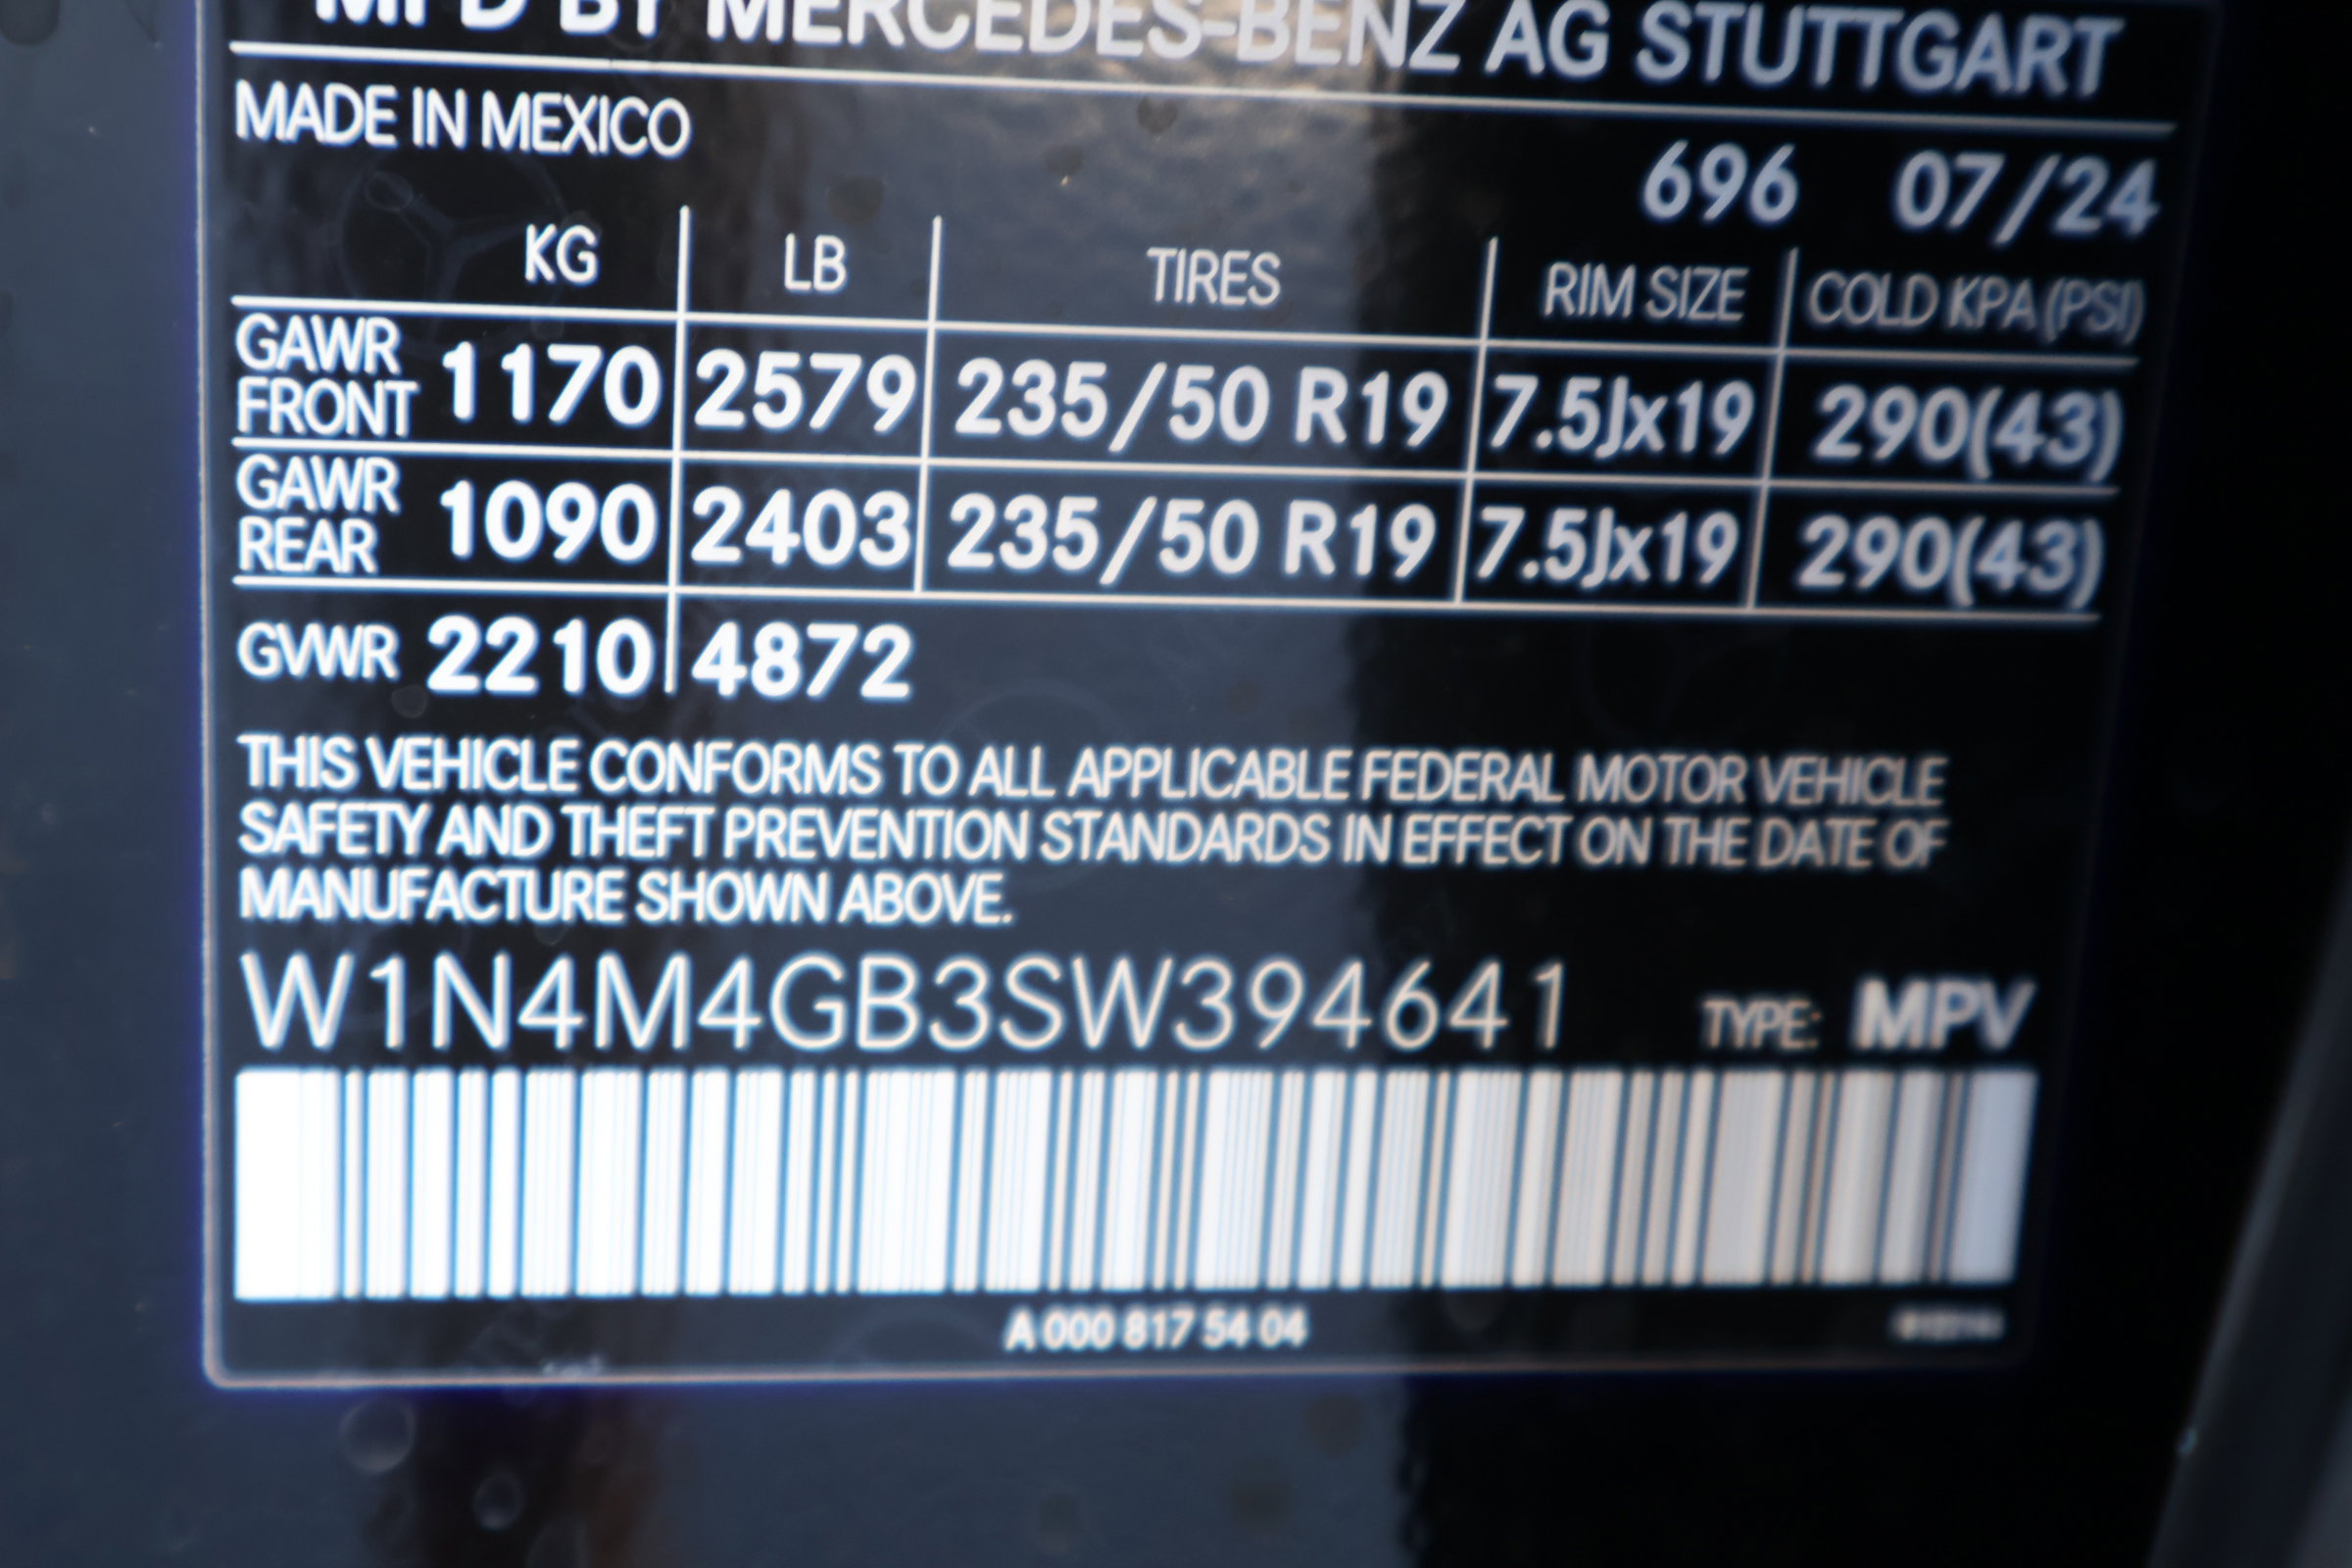 MFD BY MERCEDES-BENZ AG STUTTGART
MADE IN MEXICO
696 07/24
KG LB TIRES RIM SIZE COLD KPA (PSI)
GAWR FRONT 1170 2579 235/50 R19 7.5Jx19 290(43)
GAWR REAR 1090 2403 235/50 R19 7.5Jx19 290(43)
GVWR 2210 4872
THIS VEHICLE CONFORMS TO ALL APPLICABLE FEDERAL MOTOR VEHICLE
SAFETY AND THEFT PREVENTION STANDARDS IN EFFECT ON THE DATE OF
MANUFACTURE SHOWN ABOVE.
W1N4M4GB3SW394641 TYPE: MPV
A 000 817 54 04